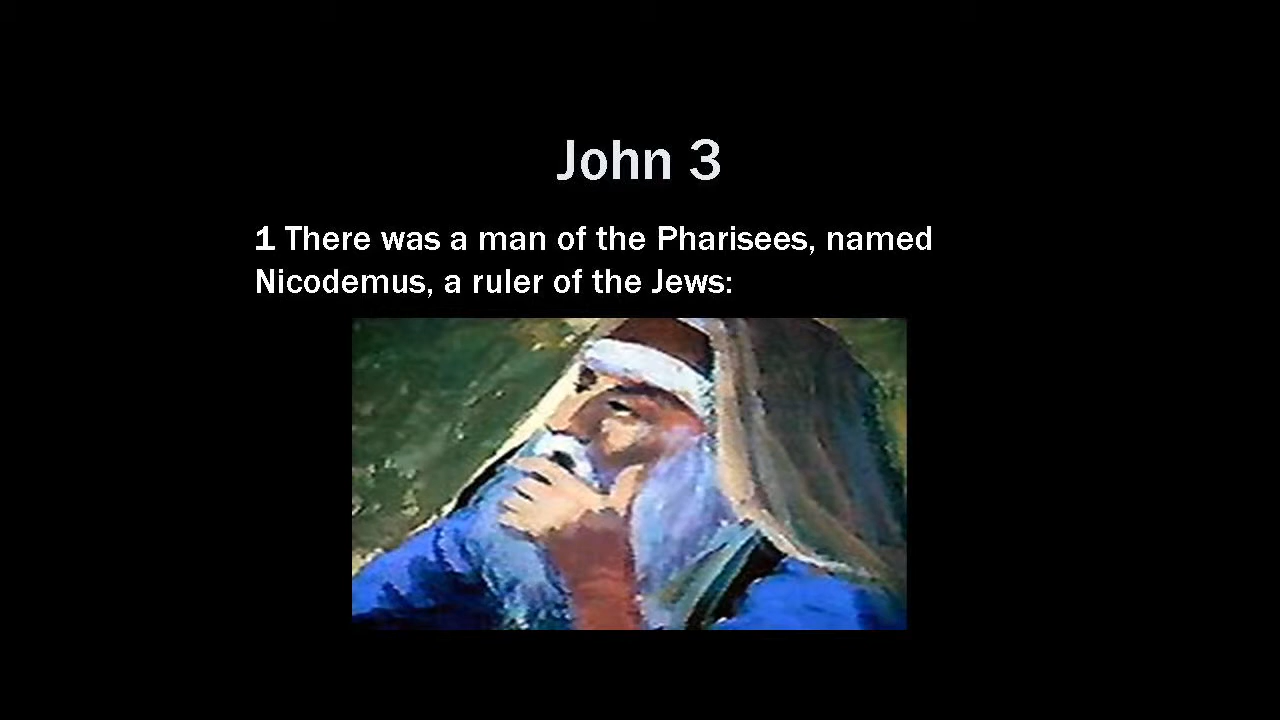 John 3
1 There was a man of the Pharisees, named
Nicodemus, a ruler of the Jews: